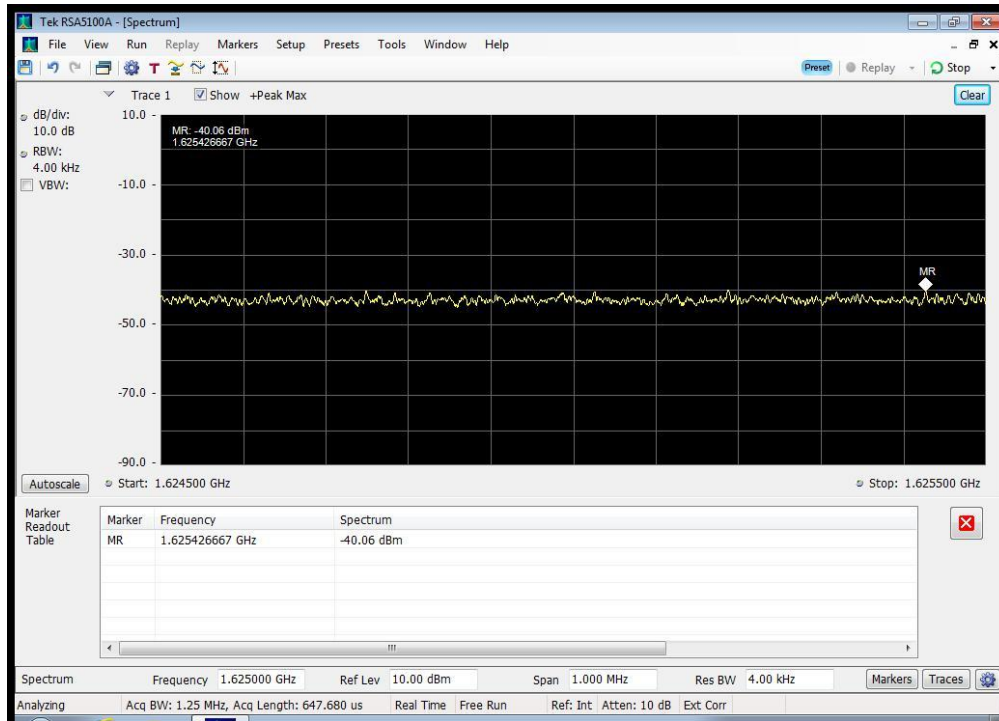 Tek RSA5100A - [Spectrum]
File View Run Replay Markers Setup Presets Tools Window Help
T Preset Replay Stop
Trace 1 Show +Peak Max Clear
dB/div:
10.0 dB
RBW:
4.00 kHz
VBW:
10.0 -
MR: -40.06 dBm
1.625426667 GHz
-10.0 -
-30.0 -
MR
-50.0 -
-70.0 -
-90.0 -
Autoscale Start: 1.624500 GHz Stop: 1.625500 GHz
Marker
Readout
Table
Marker Frequency Spectrum
MR 1.625426667 GHz -40.06 dBm
Spectrum Frequency 1.625000 GHz Ref Lev 10.00 dBm Span 1.000 MHz Res BW 4.00 kHz Markers Traces
Analyzing Acq BW: 1.25 MHz, Acq Length: 647.680 us Real Time Free Run Ref: Int Atten: 10 dB Ext Corr